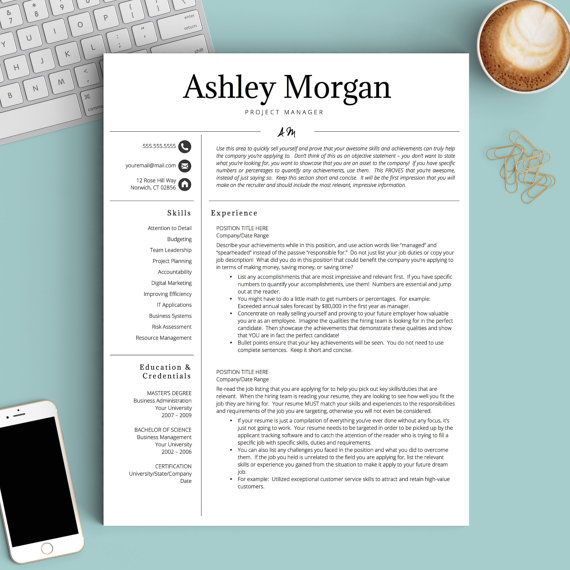 Ashley Morgan
PROJECT MANAGER
AM
555.555.5555
youremail@mail.com
12 Rose Hill Way
Norwich, CT 52896
Use this area to quickly sell yourself and prove that your awesome skills and achievements can truly help
the company you're applying to. Don't think of this as an objective statement – you don't want to state
what you're looking for, you want to showcase that you are an asset to the company! If possible give specific
numbers or percentages to quantify any achievements, use them! This PROVES that you're awesome,
instead of just saying so. Keep this section short and concise. It will be the first impression that you will
make on the recruiter and should include the most relevant, impressive information.
Skills
Attention to Detail
Budgeting
Team Leadership
Project Planning
Accountability
Digital Marketing
Improving Efficiency
IT Applications
Business Systems
Risk Assessment
Resource Management
Education &
Credentials
MASTER'S DEGREE
Business Administration
Your University
2007 – 2009
BACHELOR OF SCIENCE
Business Management
Your University
2002 – 2006
CERTIFICATION
University/State/Company
Date
Experience
POSITION TITLE HERE
Company/Date Range
Describe your achievements while in this position, and use action words like "managed" and
"spearheaded" instead of the passive "responsible for." Do not just list your job duties or copy your
job description! What did you do in this position that could benefit the company you're applying to
in terms of making money, saving money, or saving time?
• List any accomplishments that are most impressive and relevant first. If you have specific
numbers to quantify your accomplishments, use them! Numbers are essential and jump
out at the reader.
• You might have to do a little math to get numbers or percentages. For example:
Exceeded annual sales forecast by $80,000 in the first year as manager.
• Concentrate on really selling yourself and proving to your future employer how valuable
you are as an employee. Imagine the qualities the hiring team is looking for in the perfect
candidate. Then showcase the achievements that demonstrate these qualities and show
that YOU are in fact the perfect candidate!
• Bullet points ensure that your key achievements will be seen. You do not need to use
complete sentences. Keep it short and concise.
POSITION TITLE HERE
Company/Date Range
Re-read the job listing that you are applying for to help you pick out key skills/duties that are
relevant. When the hiring team is reading your resume, they are looking to see how well you fit the
job they are hiring for. Your resume MUST match your skills and experiences to the responsibilities
and requirements of the job you are targeting, otherwise you will not even be considered.
• If your resume is just a compilation of everything you've ever done without any focus, it's
just not going to work. Your resume needs to be targeted in order to be picked up by the
applicant tracking software and to catch the attention of the reader who is trying to fill a
specific job with specific skills, duties and requirements.
• You can also list any challenges you faced in the position and what you did to overcome
them. If the job you held is unrelated to the field you are applying for, list the relevant
skills or experience you gained from the situation to make it apply to your future dream
job.
• For example: Utilized exceptional customer service skills to attract and retain high-value
customers.